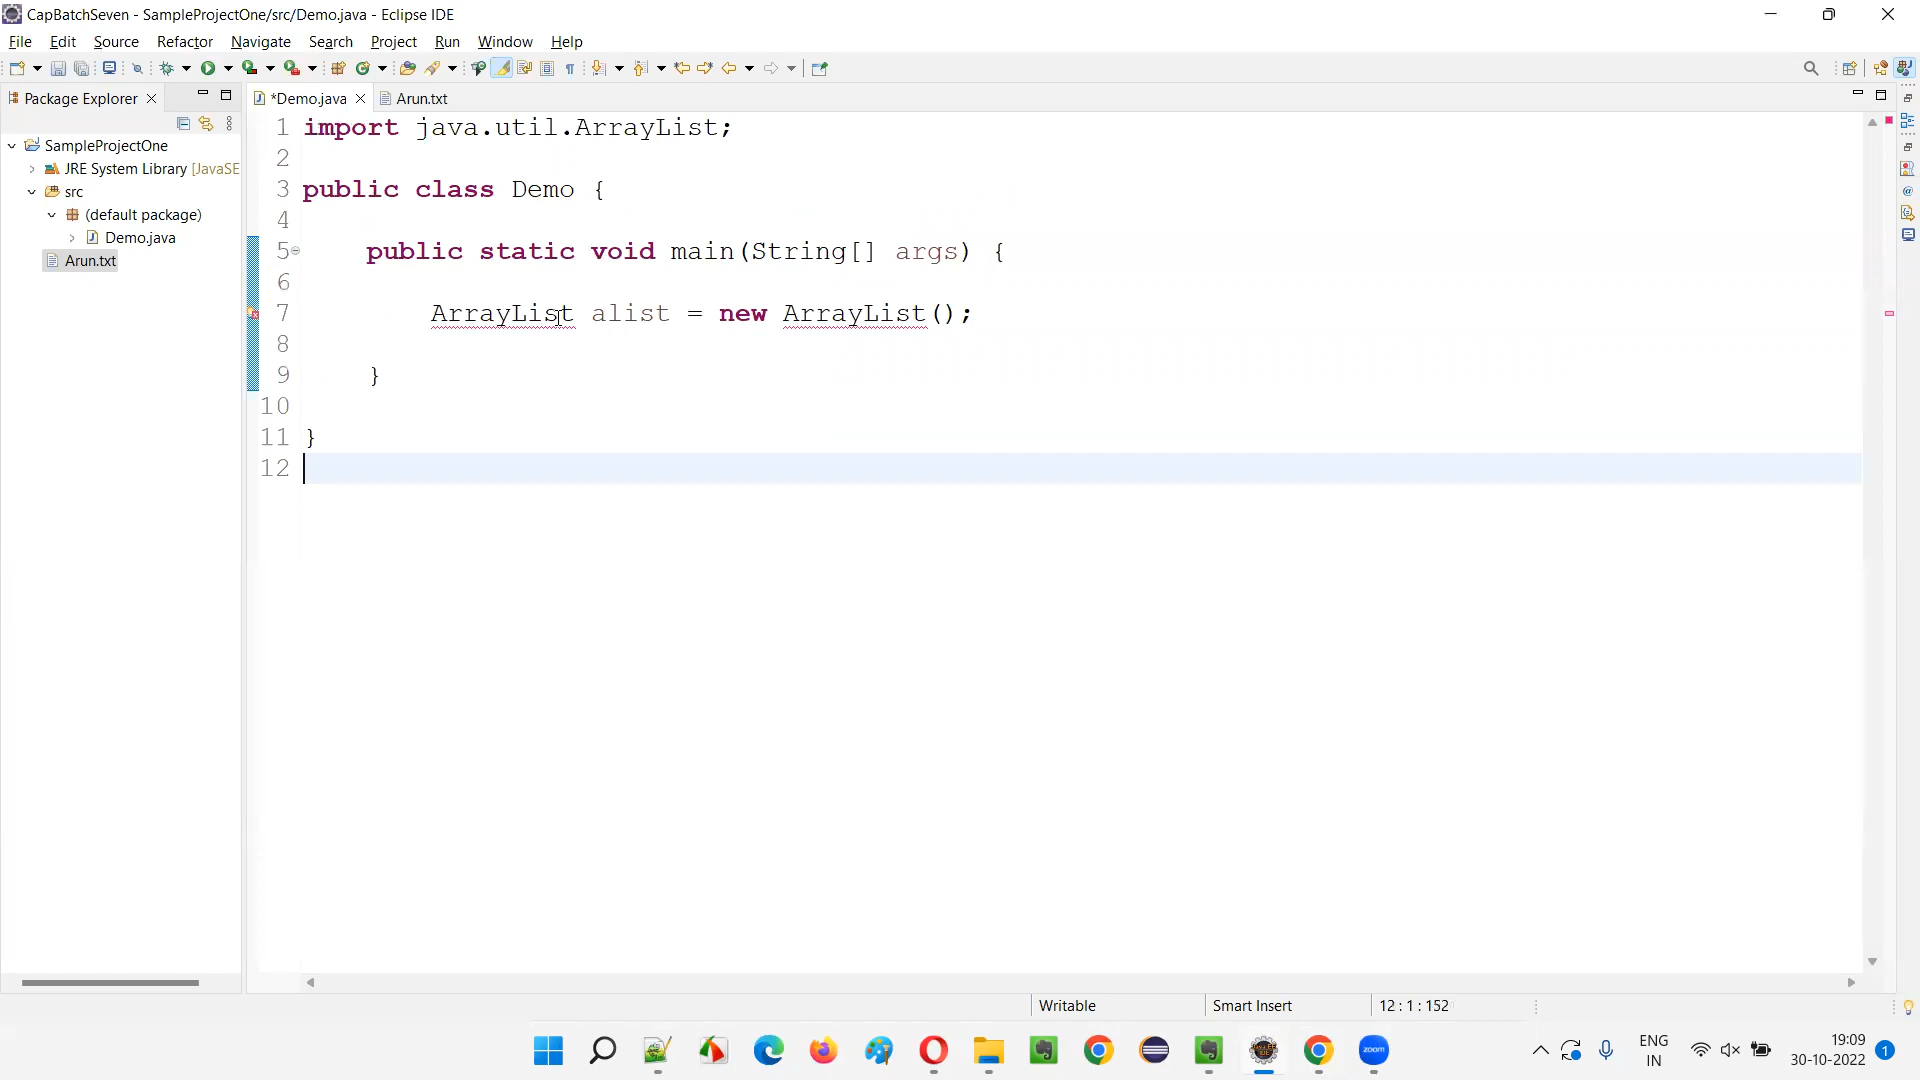 CapBatchSeven - SampleProjectOne/src/Demo.java - Eclipse IDE
File Edit Source Refactor Navigate Search Project Run Window Help
Package Explorer
*Demo.java Arun.txt
SampleProjectOne
JRE System Library [JavaSE
src
(default package)
Demo.java
Arun.txt
1 import java.util.ArrayList;
2
3 public class Demo {
4
5 public static void main(String[] args) {
6
7 ArrayList alist = new ArrayList();
8
9 }
10
11 }
12
Writable Smart Insert 12 : 1 : 152
zoom
ENG
IN
19:09
30-10-2022
1